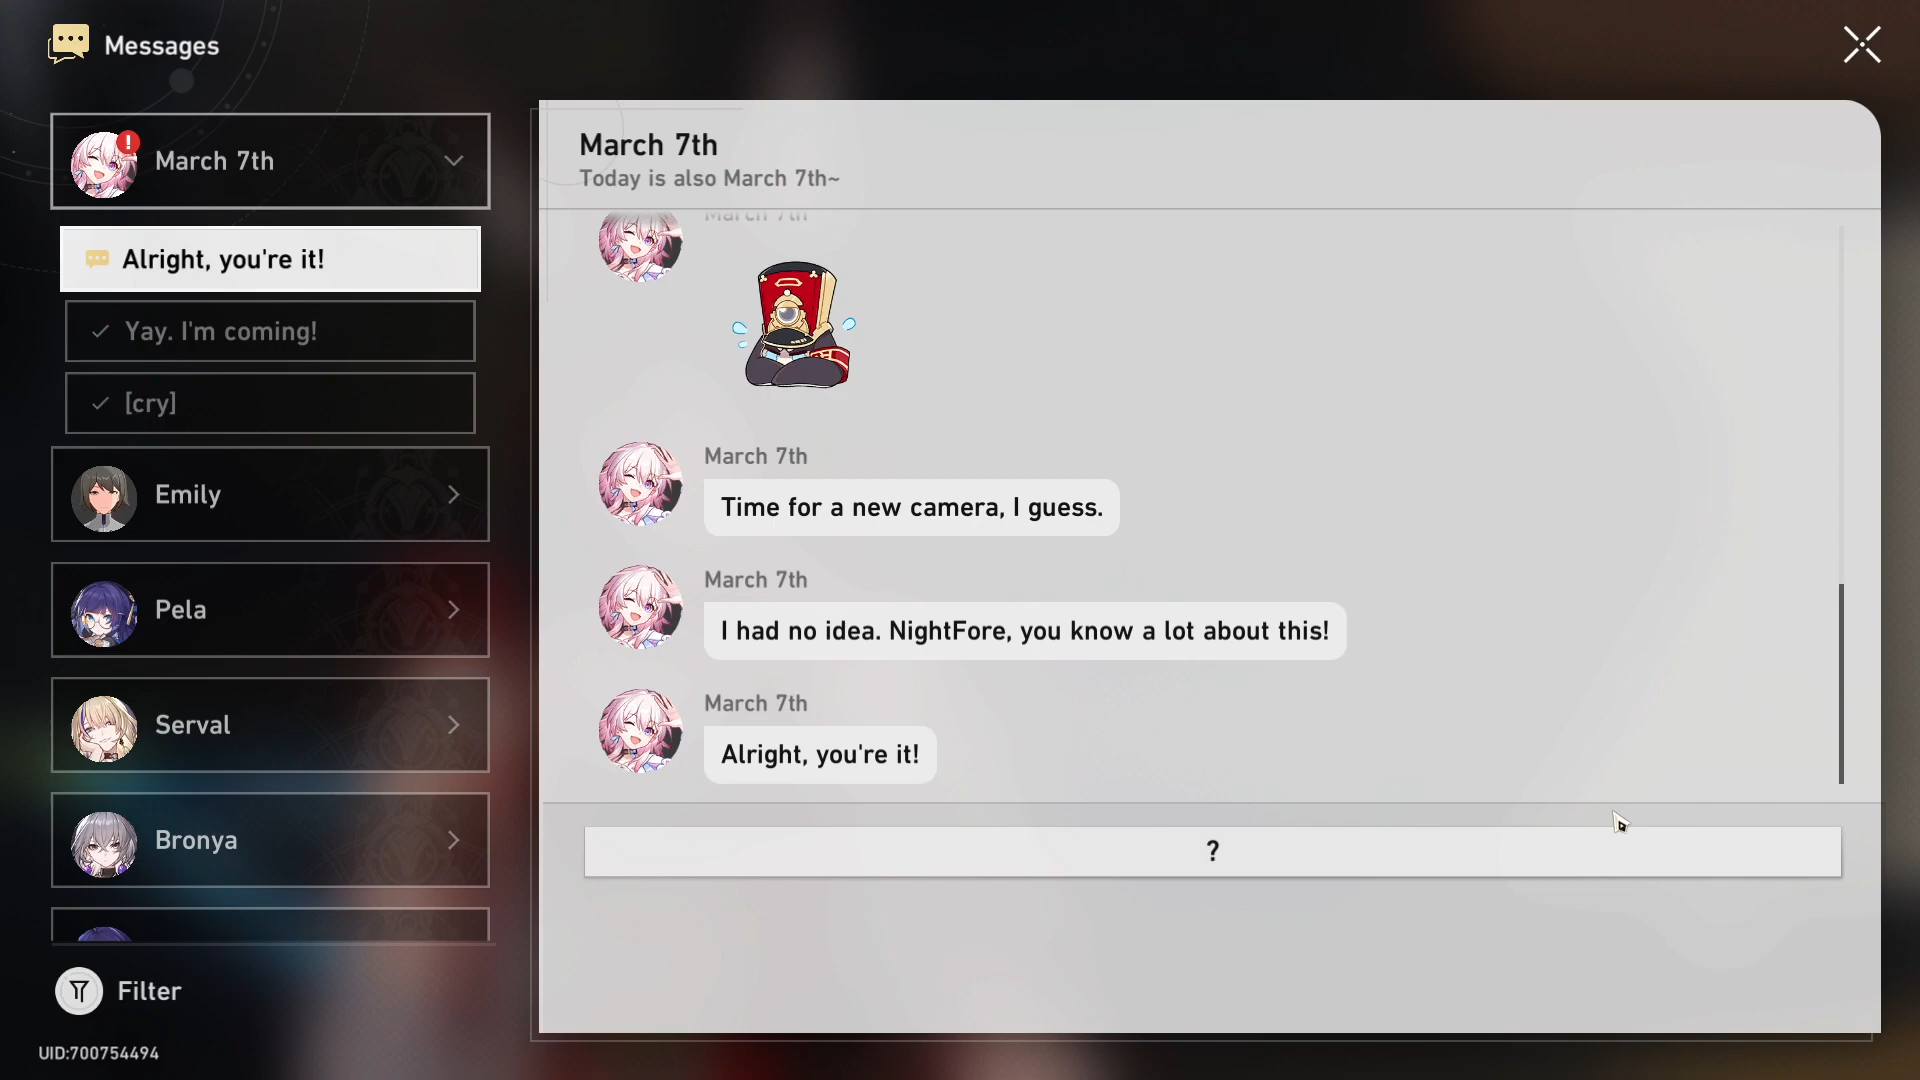 Messages
March 7th
Alright, you're it!
Yay. I'm coming!
[cry]
Emily
Pela
Serval
Bronya
Filter
UID:700754494
March 7th
Today is also March 7th~
March 7th
March 7th
Time for a new camera, I guess.
March 7th
I had no idea. NightFore, you know a lot about this!
March 7th
Alright, you're it!
?